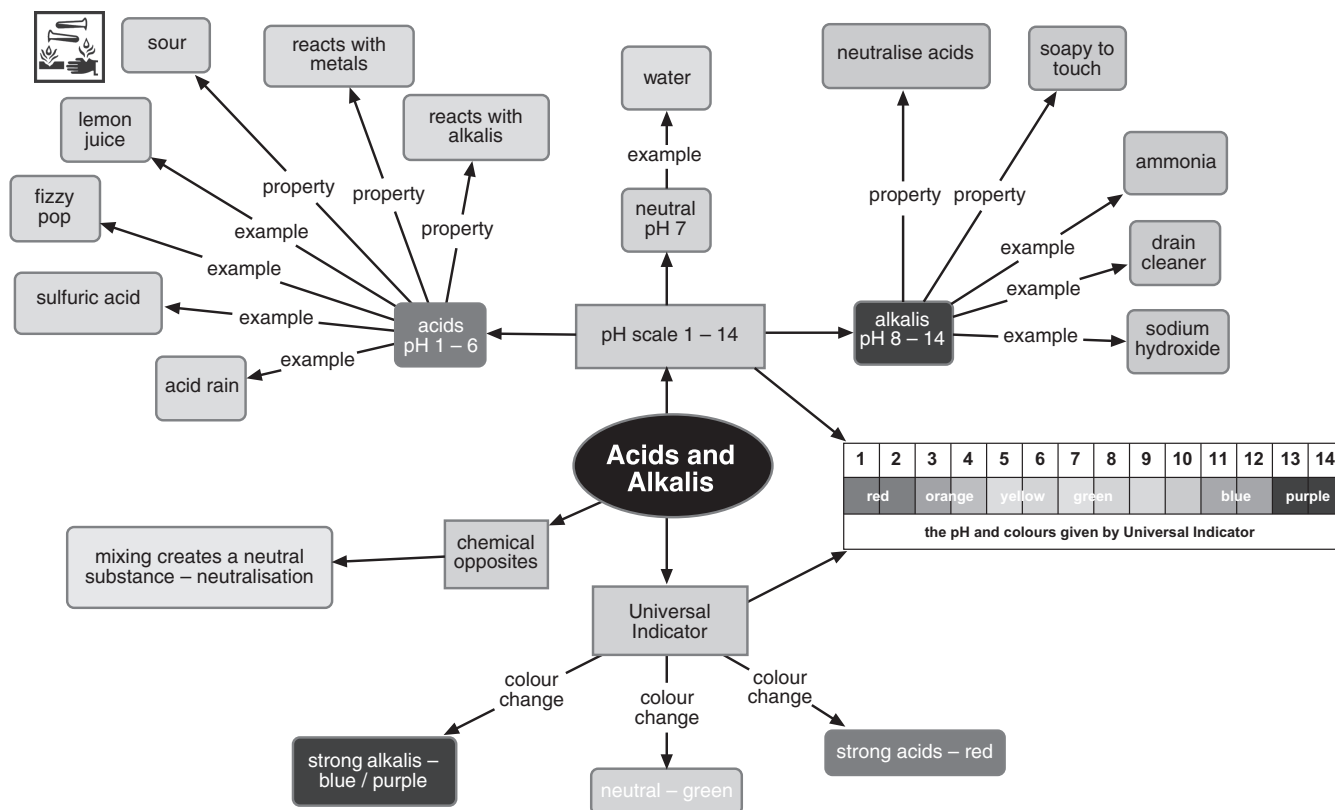 sour
reacts with
metals
reacts with
alkalis
lemon
juice
fizzy
pop
sulfuric acid
acid rain
property
property
property
example
example
example
example
acids
pH 1 – 6
water
example
neutral
pH 7
pH scale 1 – 14
neutralise acids
soapy to
touch
ammonia
drain
cleaner
sodium
hydroxide
property
property
example
example
example
alkalis
pH 8 – 14
Acids and
Alkalis
1 2 3 4 5 6 7 8 9 10 11 12 13 14
red orange yellow green blue purple
the pH and colours given by Universal Indicator
chemical
opposites
mixing creates a neutral
substance – neutralisation
Universal
Indicator
colour
change
colour
change
colour
change
strong alkalis –
blue / purple
neutral – green
strong acids – red